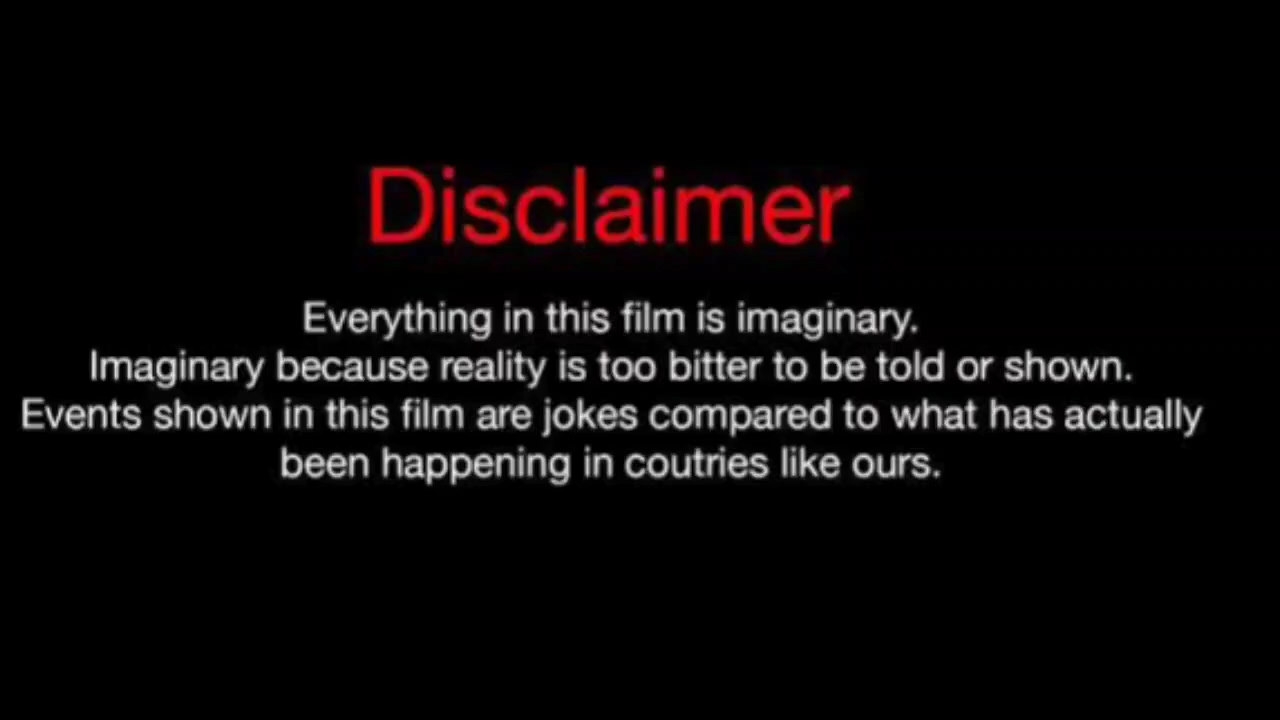 Disclaimer
Everything in this film is imaginary.
Imaginary because reality is too bitter to be told or shown.
Events shown in this film are jokes compared to what has actually
been happening in coutries like ours.